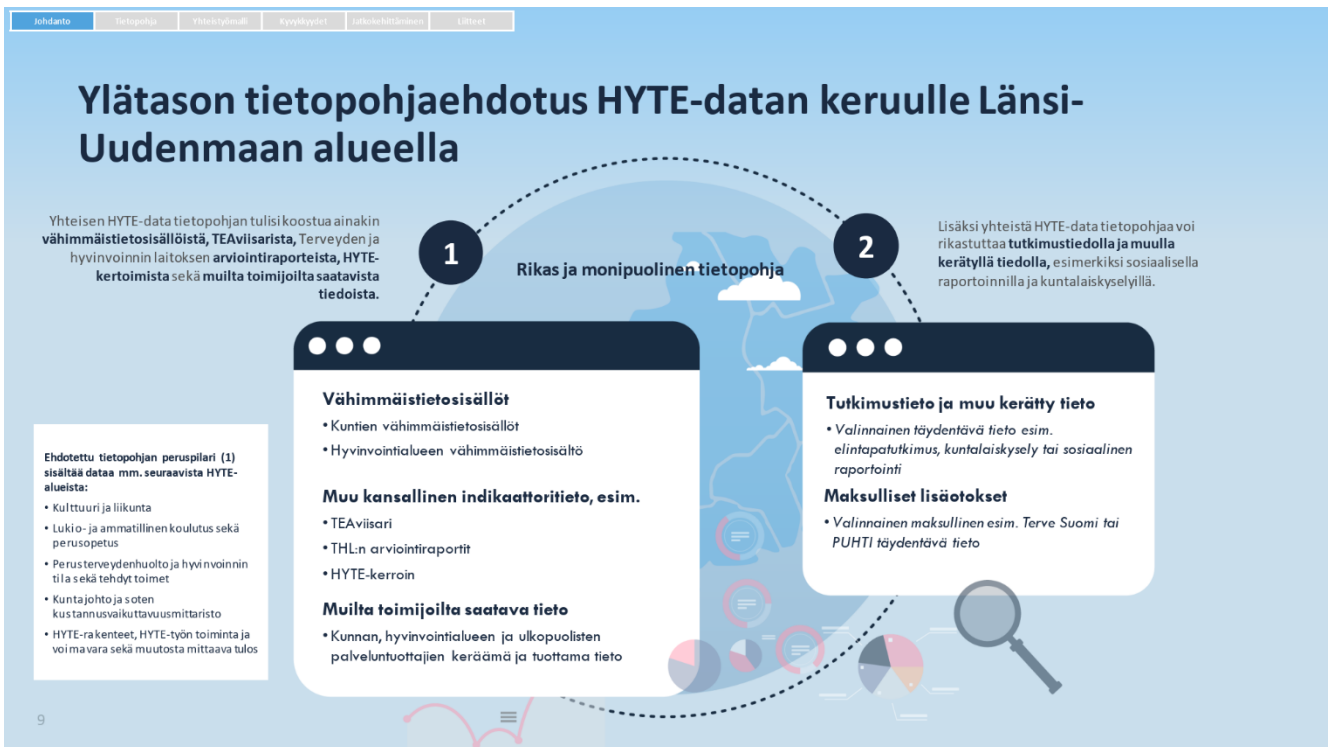 Johdanto
Tietopohja
Yhteistyömalli
Kyvykkyydet
Jatkokehittäminen
Liitteet
Ylätason tietopohjaehdotus HYTE-datan keruulle Länsi-
Uudenmaan alueella
Yhteisen HYTE-data tietopohjan tulisi koostua ainakin
vähimmäistietosisällöistä, TEAviisarista, Terveyden ja
hyvinvoinnin laitoksen arviointiraporteista, HYTE-
kertoimista sekä muilta toimijoilta saatavista
tiedoista.
1
Rikas ja monipuolinen tietopohja
2
Lisäksi yhteistä HYTE-data tietopohjaa voi
rikastuttaa tutkimustiedolla ja muulla
kerätyllä tiedolla, esimerkiksi sosiaalisella
raportoinnilla ja kuntalaiskyselyillä.
Ehdotettu tietopohjan peruspilari (1)
sisältää dataa mm. seuraavista HYTE-
alueista:
• Kulttuuri ja liikunta
• Lukio- ja ammatillinen koulutus sekä
perusopetus
• Perusterveydenhuolto ja hyvinvoinnin
tila sekä tehdyt toimet
• Kuntajohto ja soten
kustannusvaikuttavuusmittaristo
• HYTE-rakenteet, HYTE-työn toiminta ja
voimavara sekä muutosta mittaava tulos
Vähimmäistietosisällöt
• Kuntien vähimmäistietosisällöt
• Hyvinvointialueen vähimmäistietosisältö
Muu kansallinen indikaattoritieto, esim.
• TEAviisari
• THL:n arviointiraportit
• HYTE-kerroin
Muilta toimijoilta saatava tieto
• Kunnan, hyvinvointialueen ja ulkopuolisten
palveluntuottajien keräämä ja tuottama tieto
Tutkimustieto ja muu kerätty tieto
• Valinnainen täydentävä tieto esim.
elintapatutkimus, kuntalaiskysely tai sosiaalinen
raportointi
Maksulliset lisäotokset
• Valinnainen maksullinen esim. Terve Suomi tai
PUHTI täydentävä tieto
9